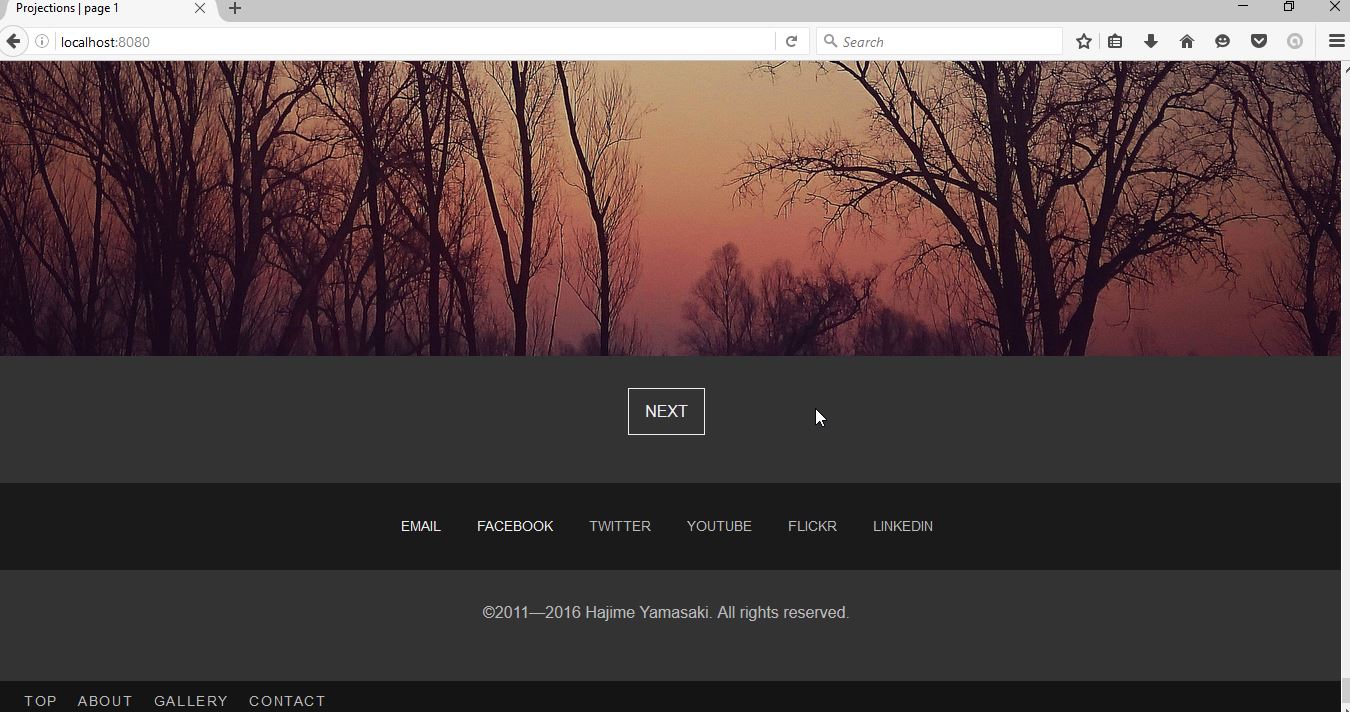 Projections | page 1
localhost:8080
Search
NEXT
EMAIL FACEBOOK TWITTER YOUTUBE FLICKR LINKEDIN
©2011—2016 Hajime Yamasaki. All rights reserved.
TOP ABOUT GALLERY CONTACT